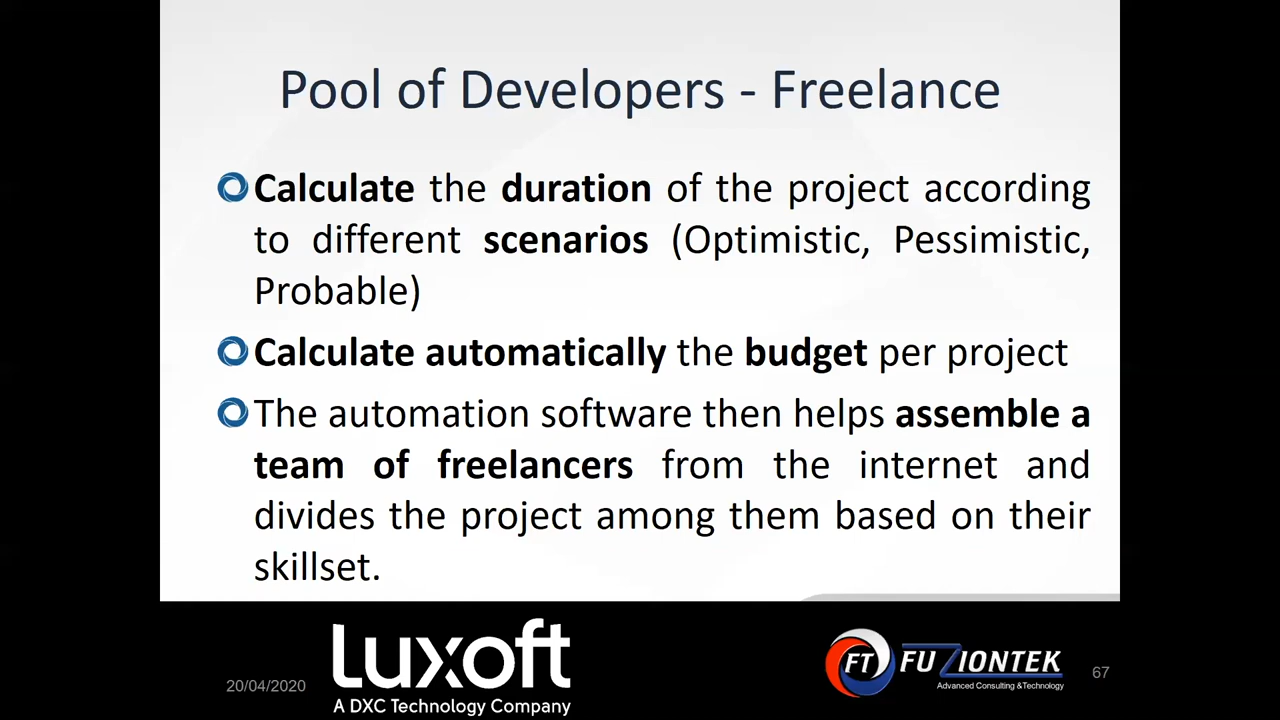 Pool of Developers - Freelance
Calculate the duration of the project according
to different scenarios (Optimistic, Pessimistic,
Probable)
Calculate automatically the budget per project
The automation software then helps assemble a
team of freelancers from the internet and
divides the project among them based on their
skillset.
20/04/2020
Luxoft
A DXC Technology Company
FT
FUZIONTEK
Advanced Consulting &Technology
67